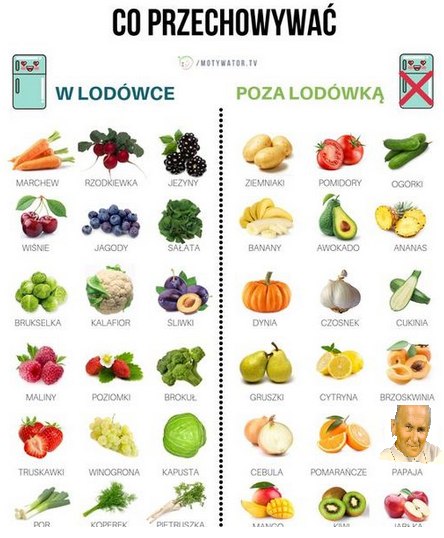 CO PRZECHOWYWAĆ
/MOTYWATOR.TV
W LODÓWCE
POZA LODÓWKĄ
MARCHEW RZODKIEWKA JEŻYNY
ZIEMNIAKI POMIDORY OGÓRKI
WIŚNIE JAGODY SAŁATA
BANANY AWOKADO ANANAS
BRUKSELKA KALAFIOR ŚLIWKI
DYNIA CZOSNEK CUKINIA
MALINY POZIOMKI BROKUŁ
GRUSZKI CYTRYNA BRZOSKWINIA
TRUSKAWKI WINOGRONA KAPUSTA
CEBULA POMARAŃCZE PAPAJA
POR KOPEREK PIETRUSZKA
MANGO KIWI JABŁKA